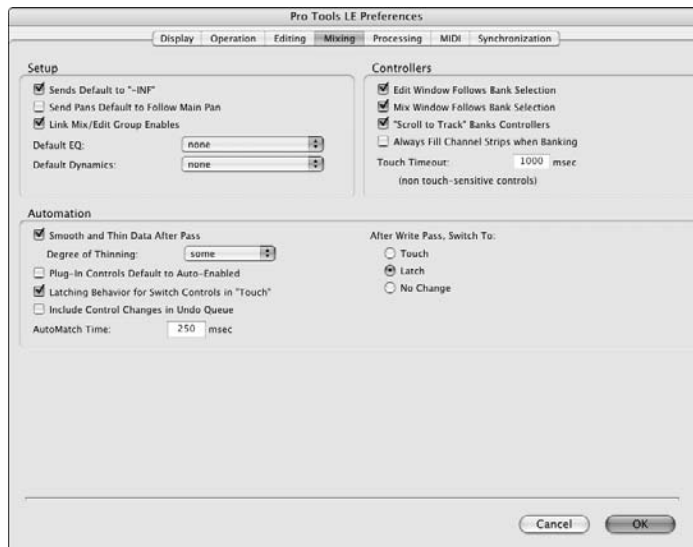 Pro Tools LE Preferences
Display Operation Editing Mixing Processing MIDI Synchronization
Setup
Sends Default to "-INF"
Send Pans Default to Follow Main Pan
Link Mix/Edit Group Enables
Default EQ: none
Default Dynamics: none
Controllers
Edit Window Follows Bank Selection
Mix Window Follows Bank Selection
"Scroll to Track" Banks Controllers
Always Fill Channel Strips when Banking
Touch Timeout: 1000 msec
(non touch-sensitive controls)
Automation
Smooth and Thin Data After Pass
Degree of Thinning: some
Plug-In Controls Default to Auto-Enabled
Latching Behavior for Switch Controls in "Touch"
Include Control Changes in Undo Queue
AutoMatch Time: 250 msec
After Write Pass, Switch To:
Touch
Latch
No Change
Cancel OK